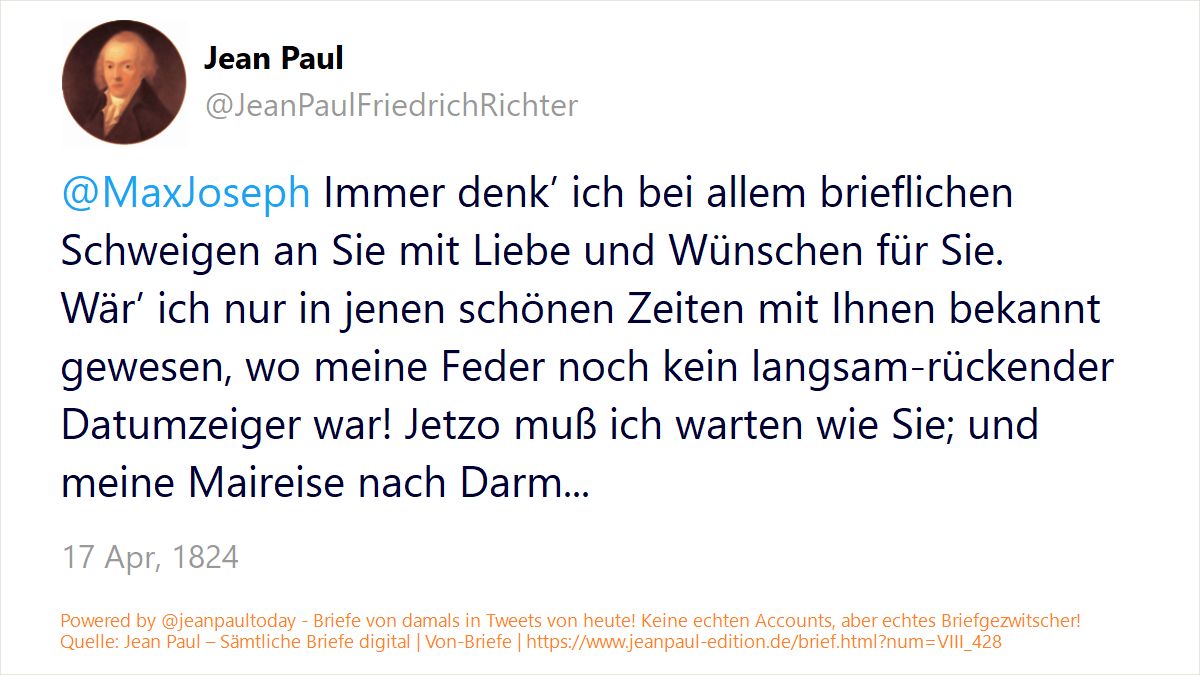 Jean Paul
@JeanPaulFriedrichRichter
@MaxJoseph Immer denk’ ich bei allem brieflichen
Schweigen an Sie mit Liebe und Wünschen für Sie.
Wär’ ich nur in jenen schönen Zeiten mit Ihnen bekannt
gewesen, wo meine Feder noch kein langsam-rückender
Datumzeiger war! Jetzo muß ich warten wie Sie; und
meine Maireise nach Darm...
17 Apr, 1824
Powered by @jeanpaultoday - Briefe von damals in Tweets von heute! Keine echten Accounts, aber echtes Briefgezwitscher!
Quelle: Jean Paul – Sämtliche Briefe digital | Von-Briefe | https://www.jeanpaul-edition.de/brief.html?num=VIII_428